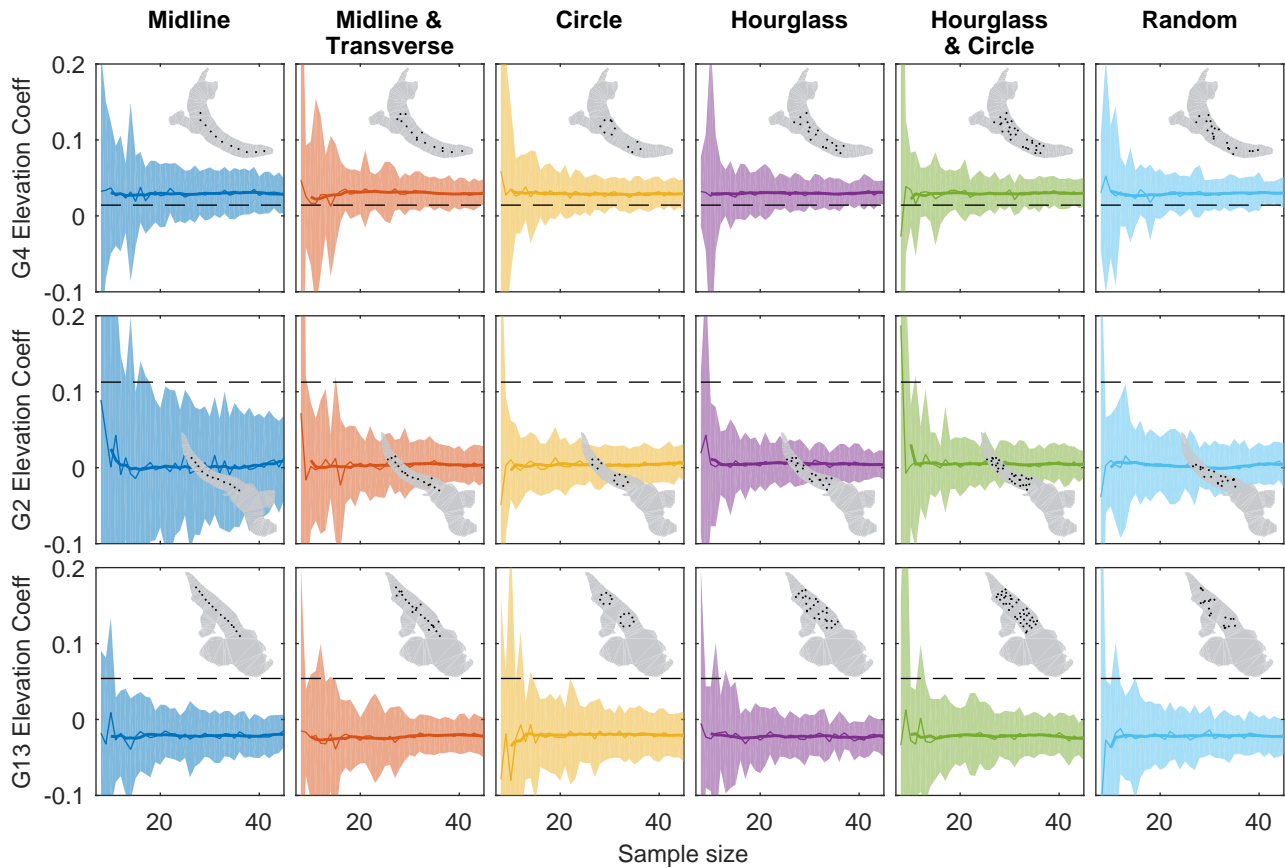 Midline
Midline &
Transverse
Circle
Hourglass
Hourglass
& Circle
Random
G4 Elevation Coeff
0.2
0.1
0
-0.1
G2 Elevation Coeff
0.2
0.1
0
-0.1
G13 Elevation Coeff
0.2
0.1
0
-0.1
20 40 20 40 20 40 20 40 20 40 20 40
Sample size